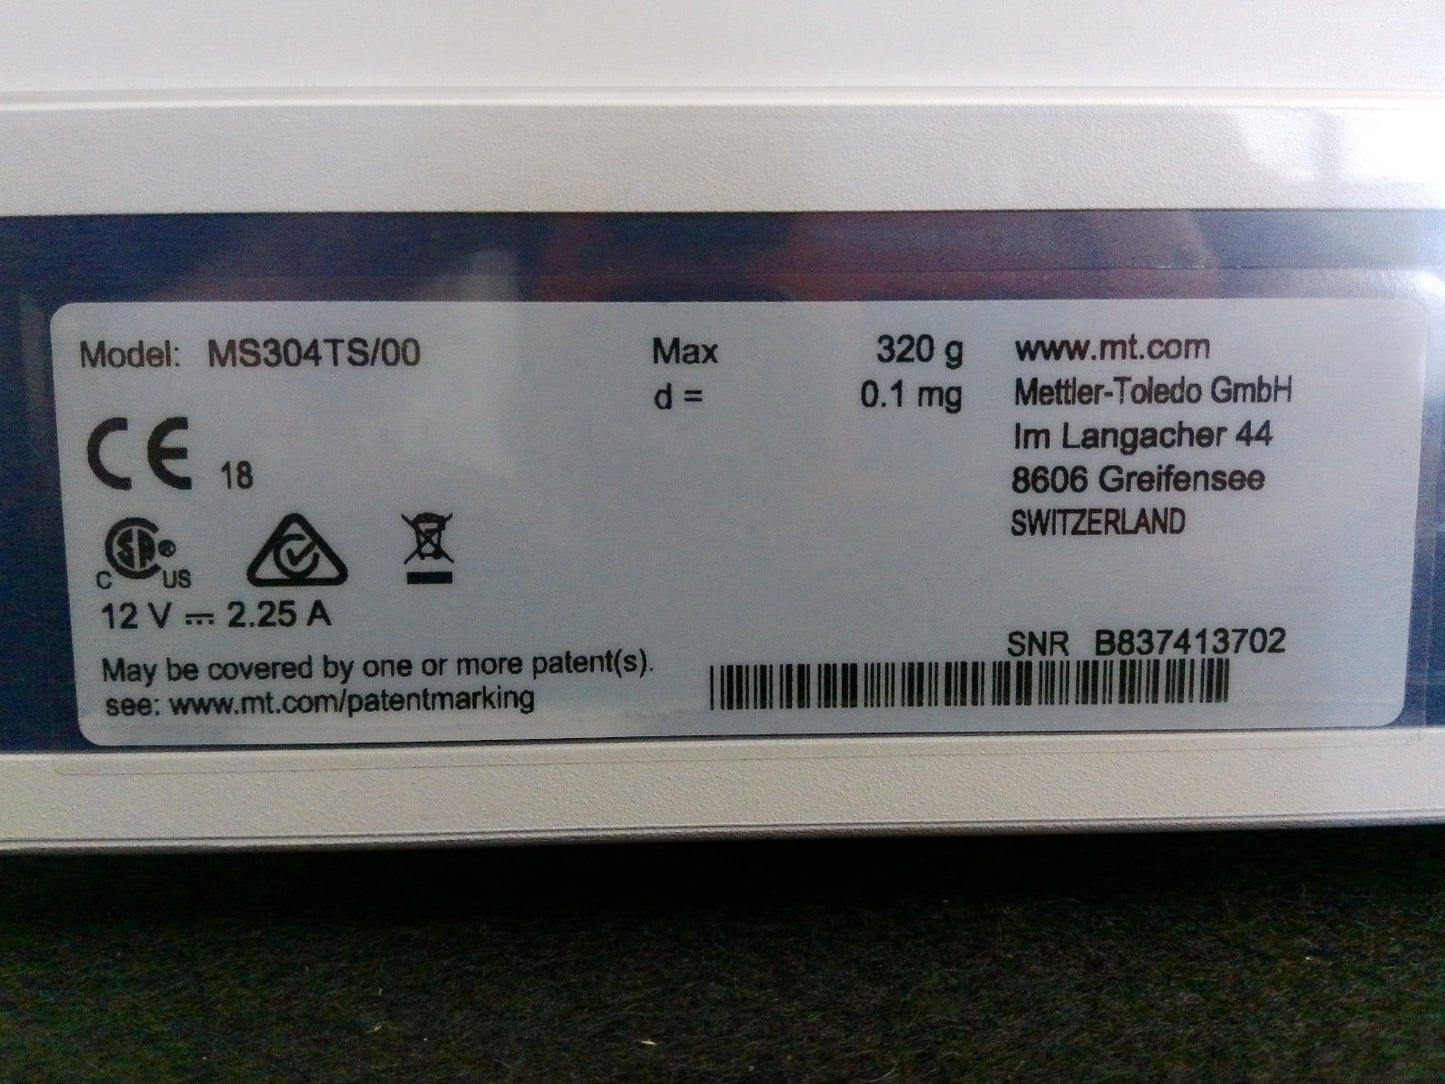 Model: MS304TS/00
Max 320 g
d = 0.1 mg
www.mt.com
Mettler-Toledo GmbH
Im Langacher 44
8606 Greifensee
SWITZERLAND
CE 18
C SA® US
12 V ⎓ 2.25 A
May be covered by one or more patent(s).
see: www.mt.com/patentmarking
SNR B837413702